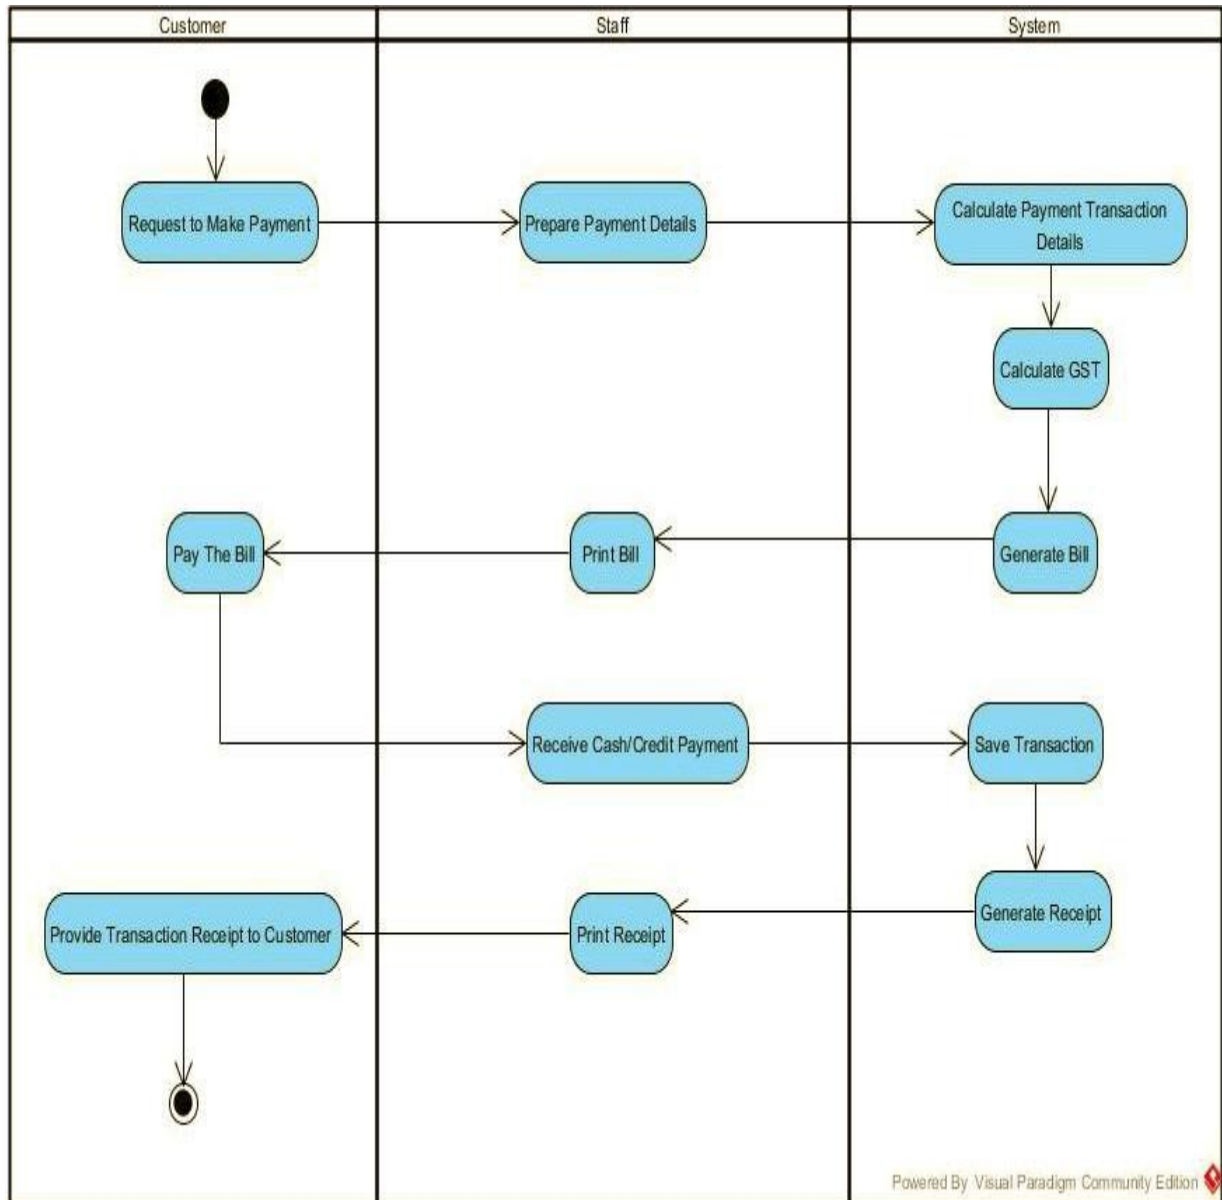 Customer
Staff
System
Request to Make Payment
Prepare Payment Details
Calculate Payment Transaction
Details
Calculate GST
Pay The Bill
Print Bill
Generate Bill
Receive Cash/Credit Payment
Save Transaction
Provide Transaction Receipt to Customer
Print Receipt
Generate Receipt
Powered By Visual Paradigm Community Edition